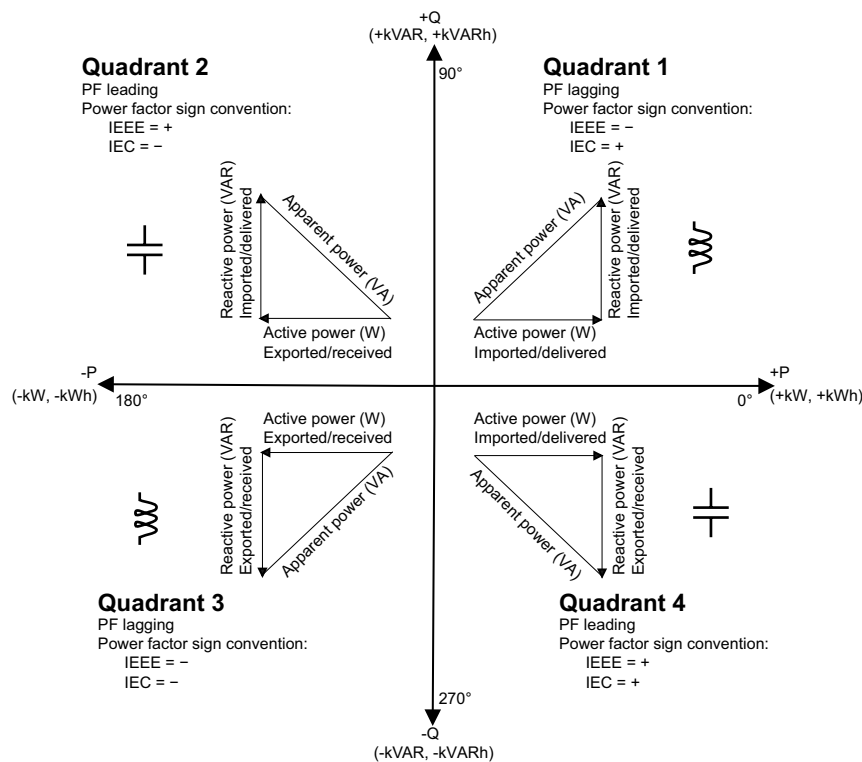 +Q
(+kVAR, +kVARh)
90°
Quadrant 2
PF leading
Power factor sign convention:
IEEE = +
IEC = −
Reactive power (VAR)
Imported/delivered
Apparent power (VA)
Active power (W)
Exported/received
Quadrant 1
PF lagging
Power factor sign convention:
IEEE = −
IEC = +
Apparent power (VA)
Reactive power (VAR)
Imported/delivered
Active power (W)
Imported/delivered
-P
(-kW, -kWh)
180°
+P
0°
(+kW, +kWh)
Active power (W)
Exported/received
Reactive power (VAR)
Exported/received
Apparent power (VA)
Quadrant 3
PF lagging
Power factor sign convention:
IEEE = −
IEC = −
Active power (W)
Imported/delivered
Apparent power (VA)
Reactive power (VAR)
Exported/received
Quadrant 4
PF leading
Power factor sign convention:
IEEE = +
IEC = +
270°
-Q
(-kVAR, -kVARh)